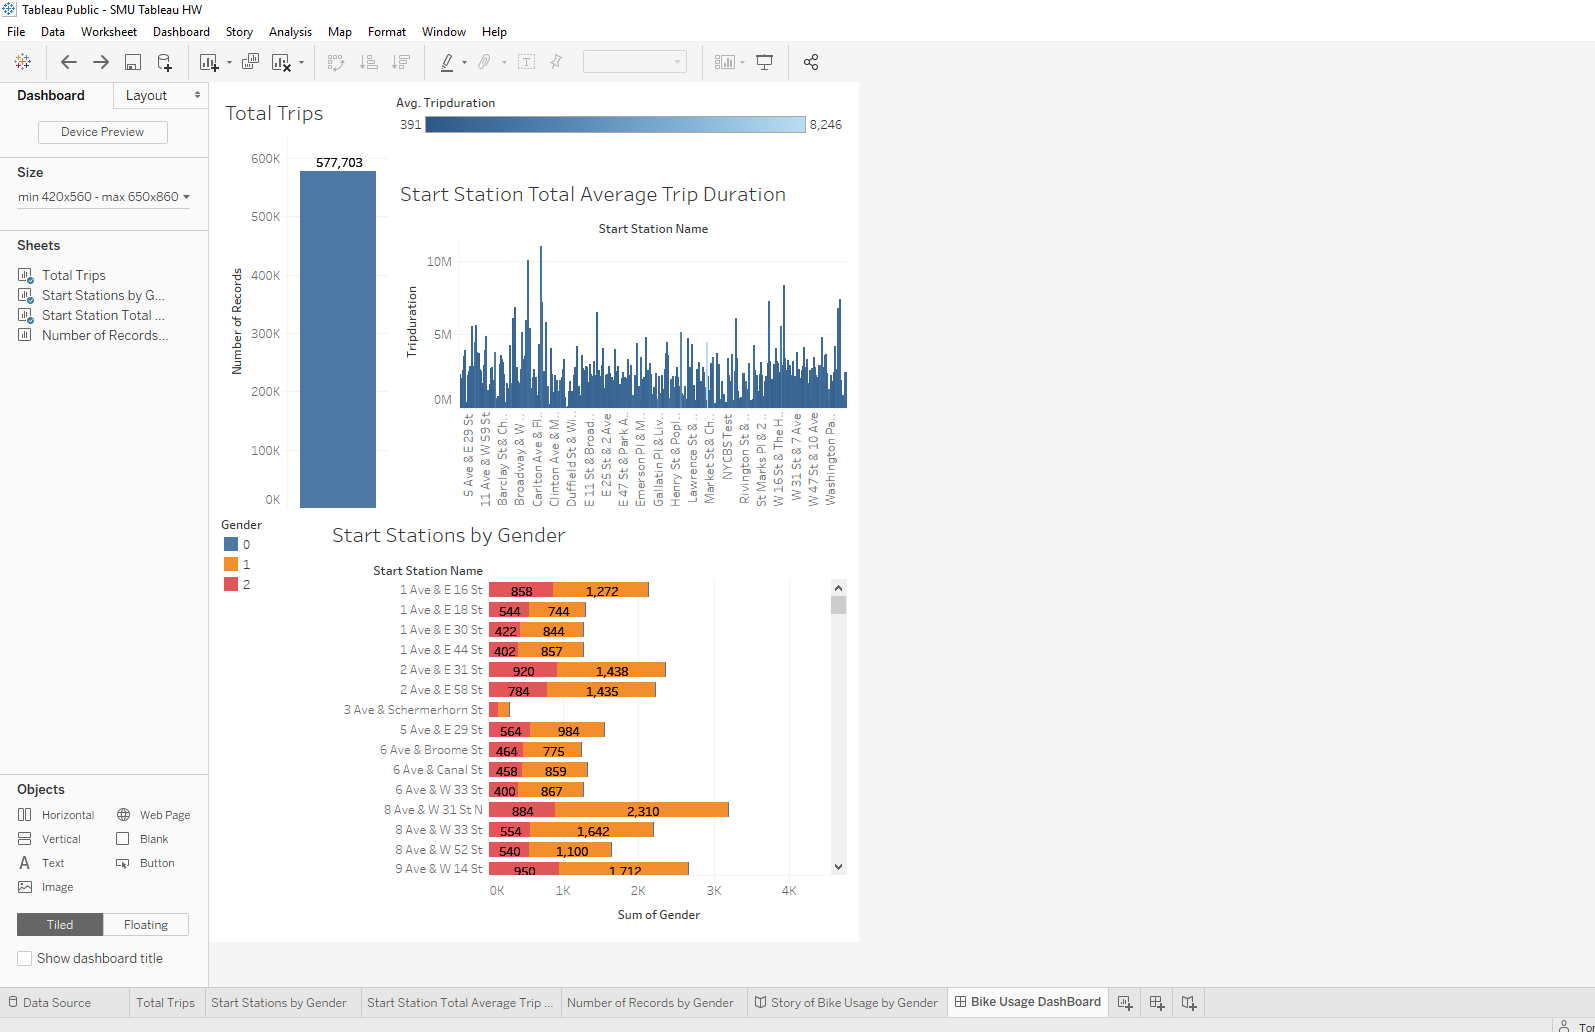 Tableau Public - SMU Tableau HW
File Data Worksheet Dashboard Story Analysis Map Format Window Help
Dashboard Layout
Device Preview
Size
min 420x560 - max 650x860
Sheets
Total Trips
Start Stations by G...
Start Station Total ...
Number of Records...
Objects
Horizontal Web Page
Vertical Blank
Text Button
Image
Tiled Floating
Show dashboard title
Total Trips
Number of Records
600K
500K
400K
300K
200K
100K
0K
577,703
Avg. Tripduration
391 8,246
Start Station Total Average Trip Duration
Start Station Name
Tripduration
10M
5M
0M
5 Ave & E 29 St
11 Ave & W 59 St
Barclay St & Ch..
Broadway & W ..
Carlton Ave & Fl..
Clinton Ave & M..
Duffield St & Wi..
E 11 St & Broad..
E 25 St & 2 Ave
E 47 St & Park A..
Emerson Pl & M..
Gallatin Pl & Liv..
Henry St & Popl..
Lawrence St & ..
Market St & Ch..
NYCBS Test
Rivington St & ..
St Marks Pl & 2 ..
W 16 St & The H..
W 31 St & 7 Ave
W 47 St & 10 Ave
Washington Pa..
Gender
0
1
2
Start Stations by Gender
Start Station Name
1 Ave & E 16 St 858 1,272
1 Ave & E 18 St 544 744
1 Ave & E 30 St 422 844
1 Ave & E 44 St 402 857
2 Ave & E 31 St 920 1,438
2 Ave & E 58 St 784 1,435
3 Ave & Schermerhorn St
5 Ave & E 29 St 564 984
6 Ave & Broome St 464 775
6 Ave & Canal St 458 859
6 Ave & W 33 St 400 867
8 Ave & W 31 St N 884 2,310
8 Ave & W 33 St 554 1,642
8 Ave & W 52 St 540 1,100
9 Ave & W 14 St 950 1,712
0K 1K 2K 3K 4K
Sum of Gender
Data Source Total Trips Start Stations by Gender Start Station Total Average Trip ... Number of Records by Gender Story of Bike Usage by Gender Bike Usage DashBoard